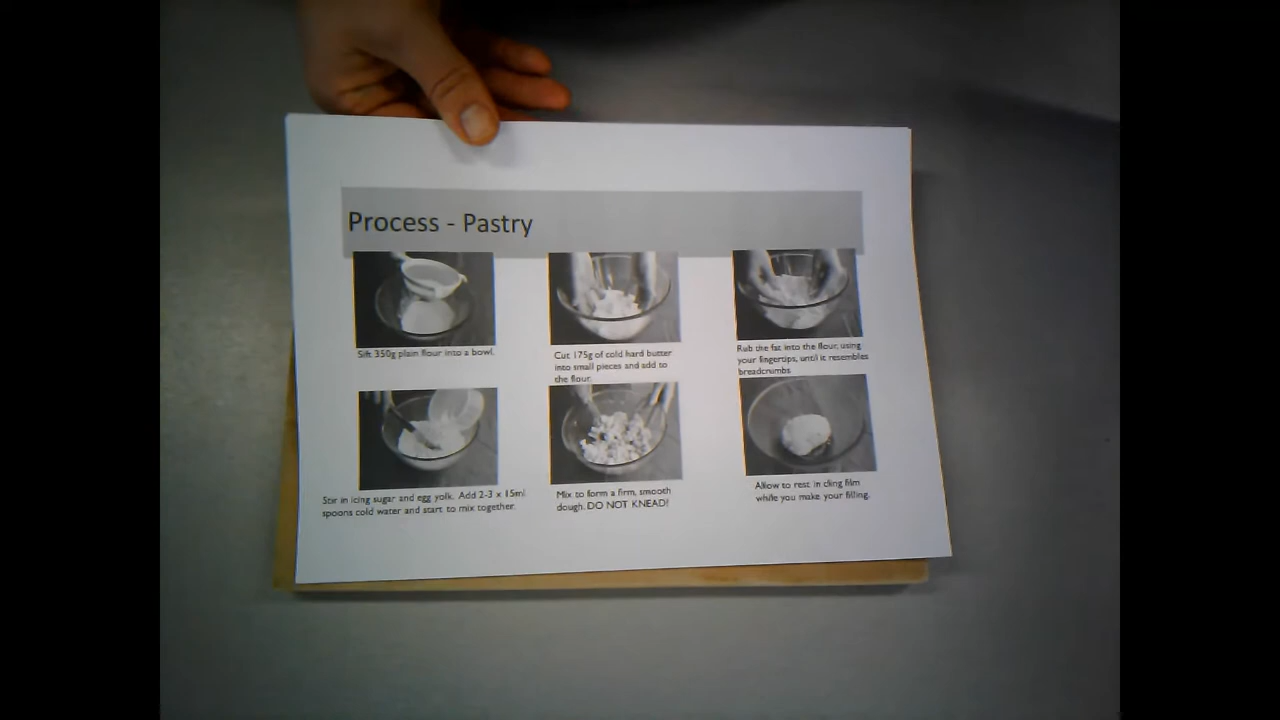 Process - Pastry
Sift 350g plain flour into a bowl.
Cut 175g of cold hard butter
into small pieces and add to
the flour.
Rub the fat into the flour, using
your fingertips, until it resembles
breadcrumbs
Stir in icing sugar and egg yolk. Add 2-3 x 15ml
spoons cold water and start to mix together.
Mix to form a firm, smooth
dough. DO NOT KNEAD!
Allow to rest in cling film
while you make your filling.